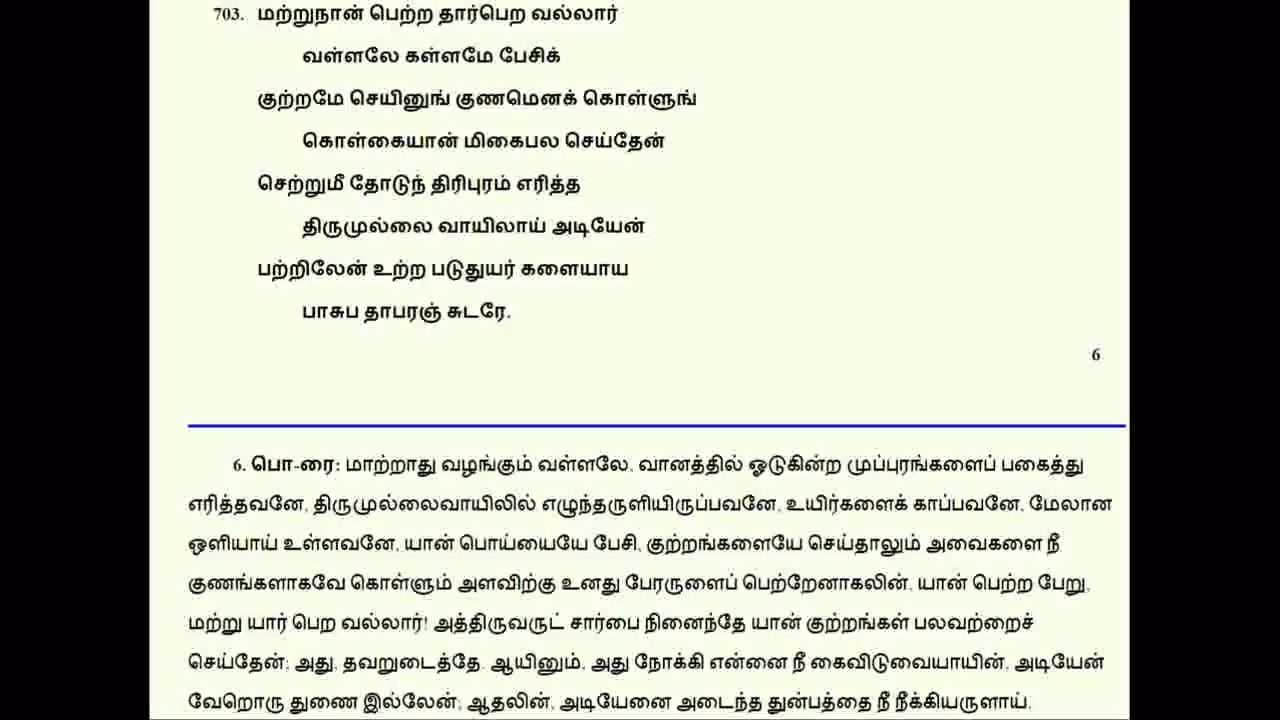 703. மற்றுநான் பெற்ற தார்பெற வல்லார்
வள்ளலே கள்ளமே பேசிக்
குற்றமே செயினுங் குணமெனக் கொள்ளுங்
கொள்கையான் மிகைபல செய்தேன்
செற்றுமீ தோடுந் திரிபுரம் எரித்த
திருமுல்லை வாயிலாய் அடியேன்
பற்றிலேன் உற்ற படுதுயர் களையாய
பாசுப தாபரஞ் சுடரே.
6
6. பொ-ரை: மாற்றாது வழங்கும் வள்ளலே, வானத்தில் ஓடுகின்ற முப்புரங்களைப் பகைத்து
எரித்தவனே, திருமுல்லைவாயிலில் எழுந்தருளியிருப்பவனே, உயிர்களைக் காப்பவனே, மேலான
ஒளியாய் உள்ளவனே, யான் பொய்யையே பேசி, குற்றங்களையே செய்தாலும் அவைகளை நீ
குணங்களாகவே கொள்ளும் அளவிற்கு உனது பேரருளைப் பெற்றேனாகலின், யான் பெற்ற பேறு,
மற்று யார் பெற வல்லார்! அத்திருவருட் சார்பை நினைந்தே யான் குற்றங்கள் பலவற்றைச்
செய்தேன்; அது, தவறுடைத்தே. ஆயினும், அது நோக்கி என்னை நீ கைவிடுவையாயின், அடியேன்
வேறொரு துணை இல்லேன்; ஆதலின், அடியேனை அடைந்த துன்பத்தை நீ நீக்கியருளாய்.